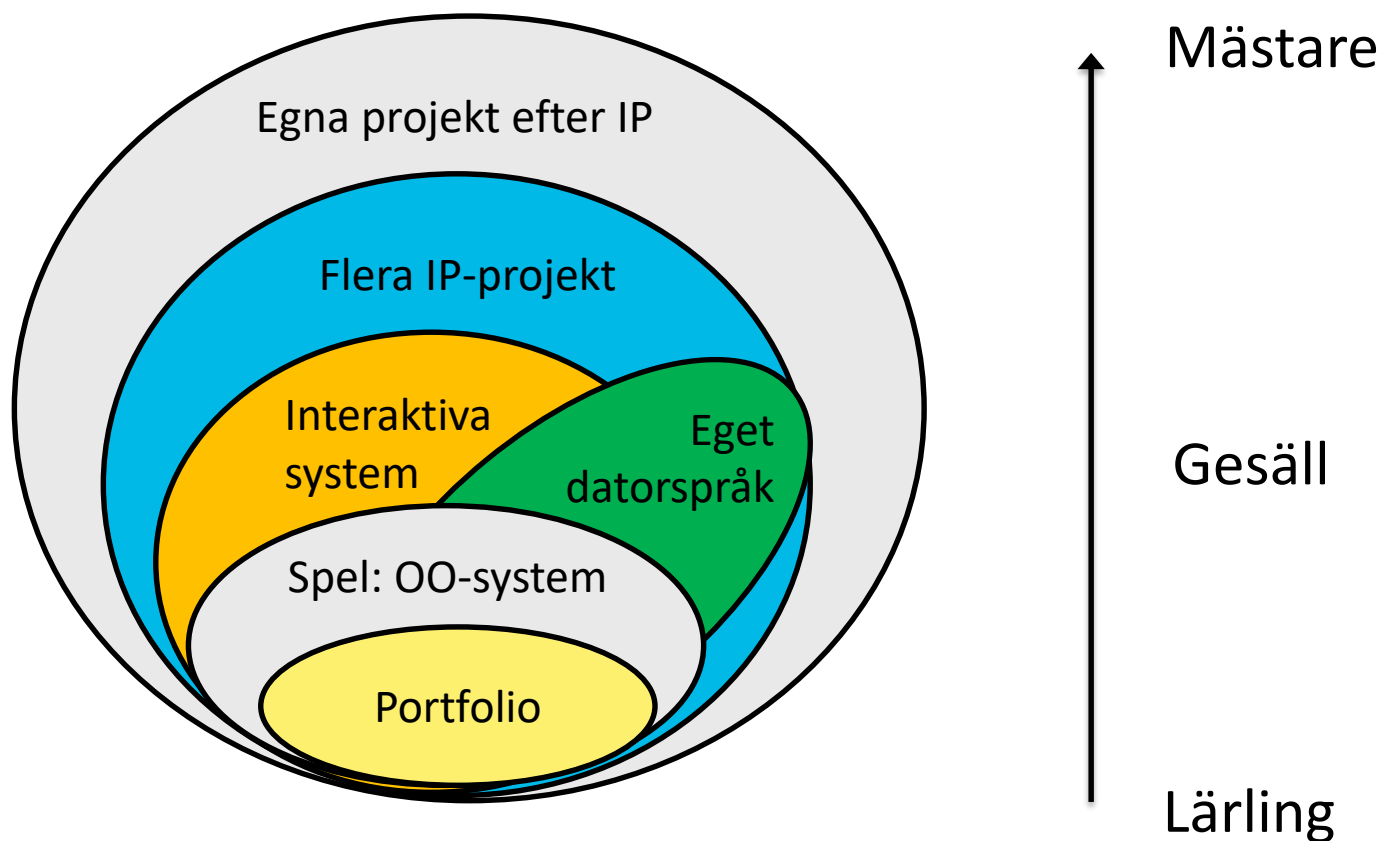 Mästare
Egna projekt efter IP
Flera IP-projekt
Interaktiva
system
Eget
datorspråk
Gesäll
Spel: OO-system
Portfolio
Lärling